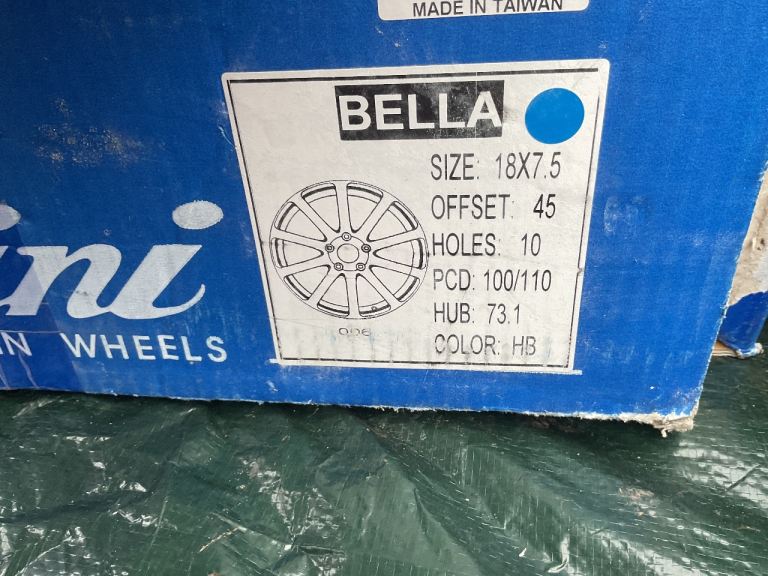 MADE IN TAIWAN
BELLA
SIZE: 18X7.5
OFFSET: 45
HOLES: 10
PCD: 100/110
HUB: 73.1
COLOR: HB
ini
WHEELS